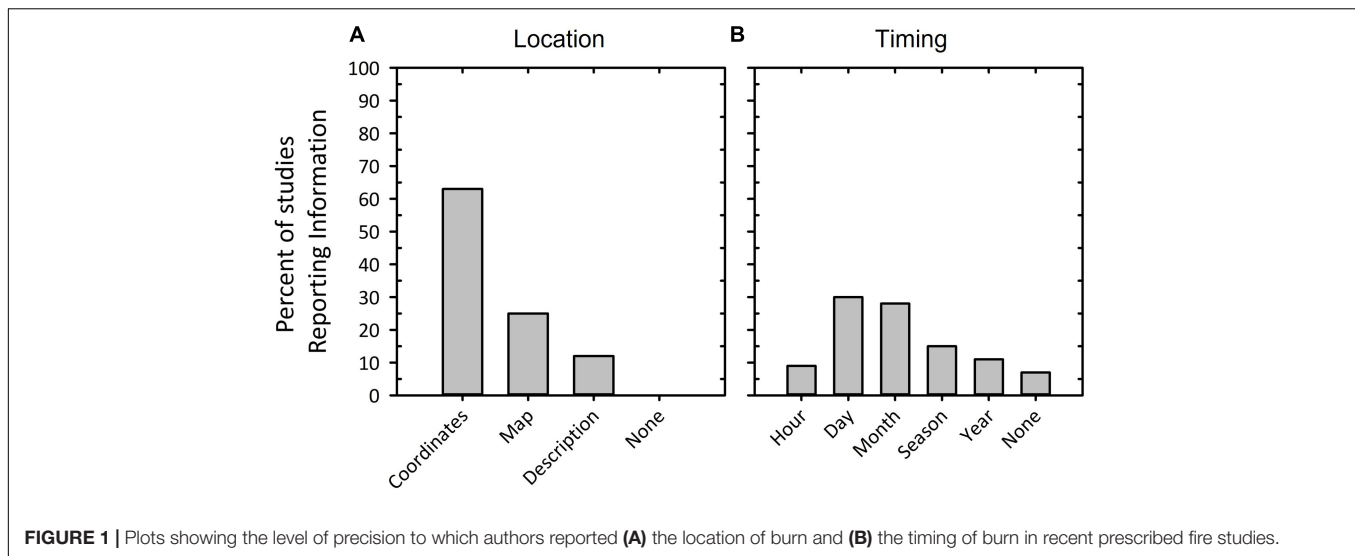 A Location
B Timing
Percent of studies
Reporting Information
100
90
80
70
60
50
40
30
20
10
0
Coordinates
Map
Description
None
Hour
Day
Month
Season
Year
None
FIGURE 1 | Plots showing the level of precision to which authors reported (A) the location of burn and (B) the timing of burn in recent prescribed fire studies.